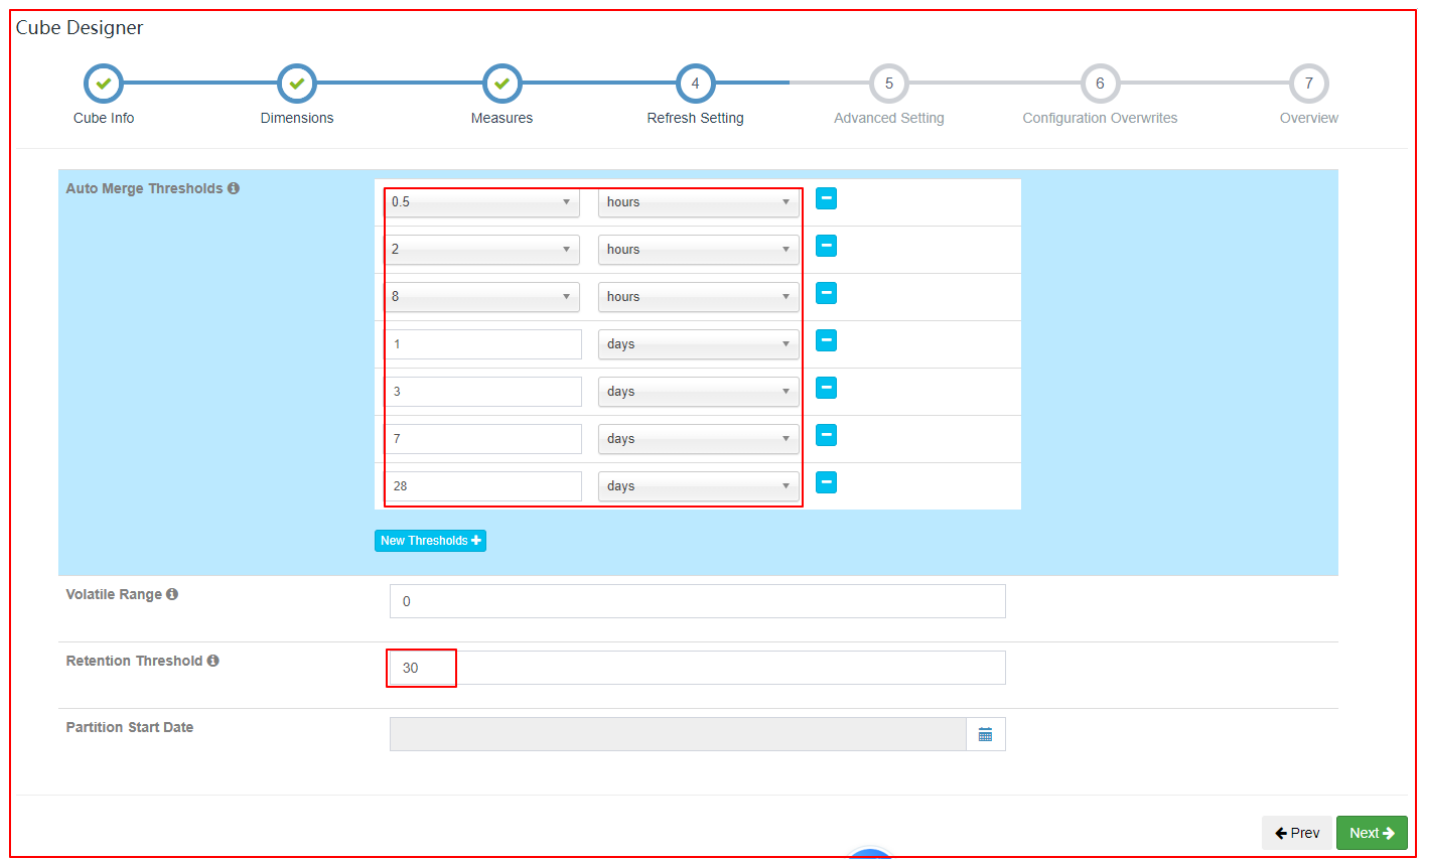 Cube Designer
4 5 6 7
Cube Info Dimensions Measures Refresh Setting Advanced Setting Configuration Overwrites Overview
Auto Merge Thresholds
0.5 hours
2 hours
8 hours
1 days
3 days
7 days
28 days
New Thresholds
Volatile Range
0
Retention Threshold
30
Partition Start Date
Prev Next